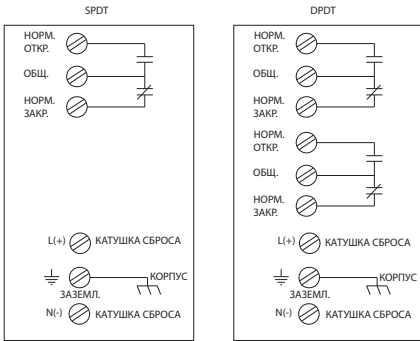 SPDT
НОРМ.
ОТКР.
ОБЩ.
НОРМ.
ЗАКР.
L(+) КАТУШКА СБРОСА
КОРПУС
ЗАЗЕМЛ.
N(-) КАТУШКА СБРОСА
DPDT
НОРМ.
ОТКР.
ОБЩ.
НОРМ.
ЗАКР.
НОРМ.
ОТКР.
ОБЩ.
НОРМ.
ЗАКР.
L(+) КАТУШКА СБРОСА
КОРПУС
ЗАЗЕМЛ.
N(-) КАТУШКА СБРОСА